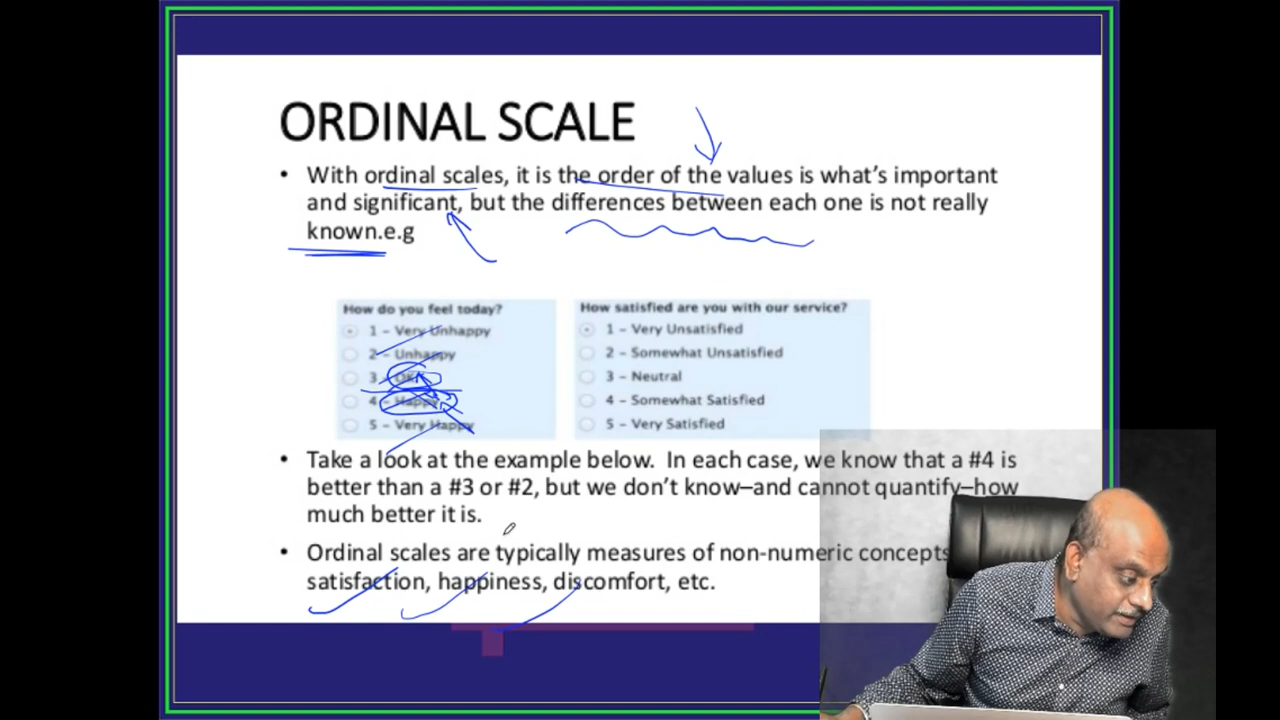 ORDINAL SCALE
• With ordinal scales, it is the order of the values is what's important
and significant, but the differences between each one is not really
known.e.g
How do you feel today?
1 – Very Unhappy
2 – Unhappy
3 – OK
4 – Happy
5 – Very Happy
How satisfied are you with our service?
1 – Very Unsatisfied
2 – Somewhat Unsatisfied
3 – Neutral
4 – Somewhat Satisfied
5 – Very Satisfied
• Take a look at the example below. In each case, we know that a #4 is
better than a #3 or #2, but we don't know–and cannot quantify–how
much better it is.
• Ordinal scales are typically measures of non-numeric concepts
satisfaction, happiness, discomfort, etc.